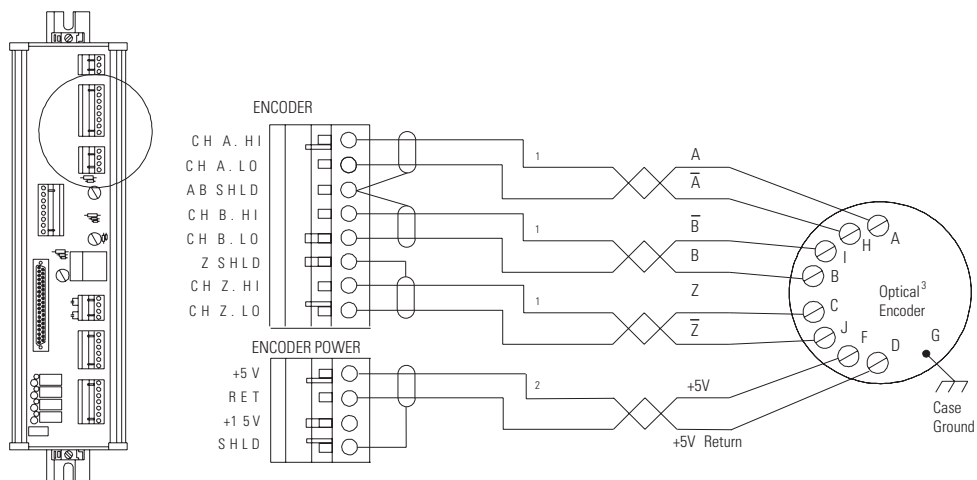 ENCODER
CH A. HI
CH A. LO
AB SHLD
CH B. HI
CH B. LO
Z SHLD
CH Z. HI
CH Z. LO
ENCODER POWER
+5 V
RET
+15V
SHLD
1
A
A̅
1
B̅
B
1
Z
Z̅
2
+5V
+5V Return
A
H
I
B
C
J
F
D
G
Optical³
Encoder
Case
Ground